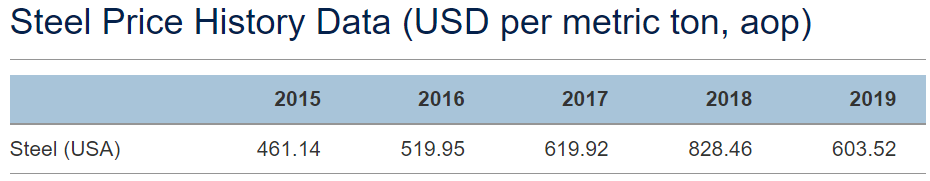 Steel Price History Data (USD per metric ton, aop)
2015 2016 2017 2018 2019
Steel (USA) 461.14 519.95 619.92 828.46 603.52